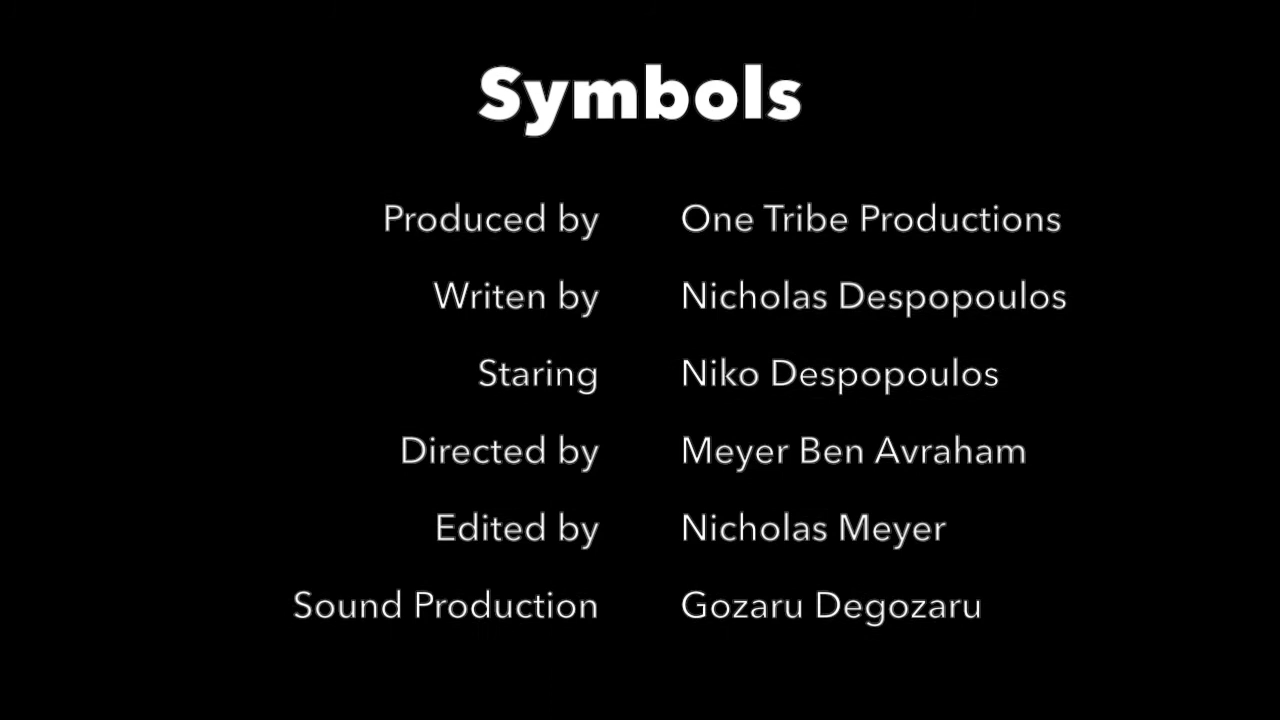 Symbols
Produced by One Tribe Productions
Writen by Nicholas Despopoulos
Staring Niko Despopoulos
Directed by Meyer Ben Avraham
Edited by Nicholas Meyer
Sound Production Gozaru Degozaru